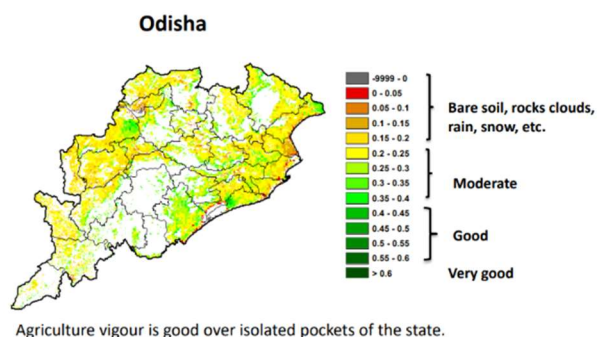 Odisha
-9999 - 0
0 - 0.05
0.05 - 0.1
0.1 - 0.15
0.15 - 0.2
0.2 - 0.25
0.25 - 0.3
0.3 - 0.35
0.35 - 0.4
0.4 - 0.45
0.45 - 0.5
0.5 - 0.55
0.55 - 0.6
> 0.6
Bare soil, rocks clouds,
rain, snow, etc.
Moderate
Good
Very good
Agriculture vigour is good over isolated pockets of the state.